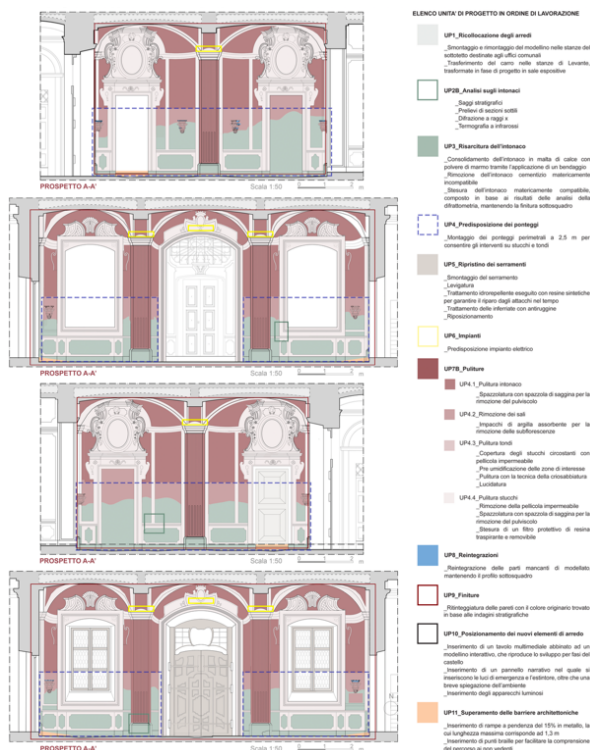 PROSPETTO A-A'
Scala 1:50
m
PROSPETTO A-A'
Scala 1:50
m
PROSPETTO A-A'
Scala 1:50
m
PROSPETTO A-A'
Scala 1:50
m
ELENCO UNITA' DI PROGETTO IN ORDINE DI LAVORAZIONE
UP1_Ricollocazione degli arredi
_Smontaggio e rimontaggio del modellino nelle stanze del
sottotetto destinate agli uffici comunali
_Trasferimento del carro nelle stanze di Levante,
trasformate in fase di progetto in sale espositive
UP2B_Analisi sugli intonaci
_Saggi stratigrafici
_Prelievi di sezioni sottili
_Difrazione a raggi x
_Termografia a infrarossi
UP3_Risarcitura dell'intonaco
_Consolidamento dell'intonaco in malta di calce con
polvere di marmo tramite l'applicazione di un bendaggio
_Rimozione dell'intonaco cementizio matericamente
incompatibile
_Stesura dell'intonaco matericamente compatibile,
composto in base ai risultati delle analisi della
difrattometria, mantenendo la finitura sottosquadro
UP4_Predisposizione dei ponteggi
_Montaggio dei ponteggi perimetrali a 2,5 m per
consentire gli interventi su stucchi e tondi
UP5_Ripristino dei serramenti
_Smontaggio del serramento
_Levigatura
_Trattamento idrorepellente eseguito con resine sintetiche
per garantire il riparo dagli attacchi nel tempo
_Trattamento delle inferriate con antiruggine
_Riposizionamento
UP6_Impianti
_Predisposizione impianto elettrico
UP7B_Puliture
UP4.1_Pulitura intonaco
_Spazzolatura con spazzola di saggina per la
rimozione del pulviscolo
UP4.2_Rimozione dei sali
_Impacchi di argilla assorbente per la
rimozione delle subflorescenze
UP4.3_Pulitura tondi
_Copertura degli stucchi circostanti con
pellicola impermeabile
_Pre umidificazione delle zone di interesse
_Pulitura con la tecnica della criosabbiatura
_Lucidatura
UP4.4_Pulitura stucchi
_Rimozione della pellicola impermeabile
_Spazzolatura con spazzola di saggina per la
rimozione del pulviscolo
_Stesura di un filtro protettivo di resina
traspirante e removibile
UP8_Reintegrazioni
_Reintegrazione delle parti mancanti di modellato,
mantenendo il profilo sottosquadro
UP9_Finiture
_Ritinteggiatura delle pareti con il colore originario trovato
in base alle indagini stratigrafiche
UP10_Posizionamento dei nuovi elementi di arredo
_Inserimento di un tavolo multimediale abbinato ad un
modellino interattivo, che riproduce lo sviluppo per fasi del
castello
_Inserimento di un pannello narrativo nel quale si
inseriscono le luci di emergenza e l'estintore, oltre che una
breve spiegazione dell'ambiente
_Inserimento degli apparecchi luminosi
UP11_Superamento delle barriere architettoniche
_Inserimento di rampe a pendenza del 15% in metallo, la
cui lunghezza massima corrisponde ad 1,3 m
_Inserimento di punti braille per facilitare la comprensione
del percorso ai non vedenti